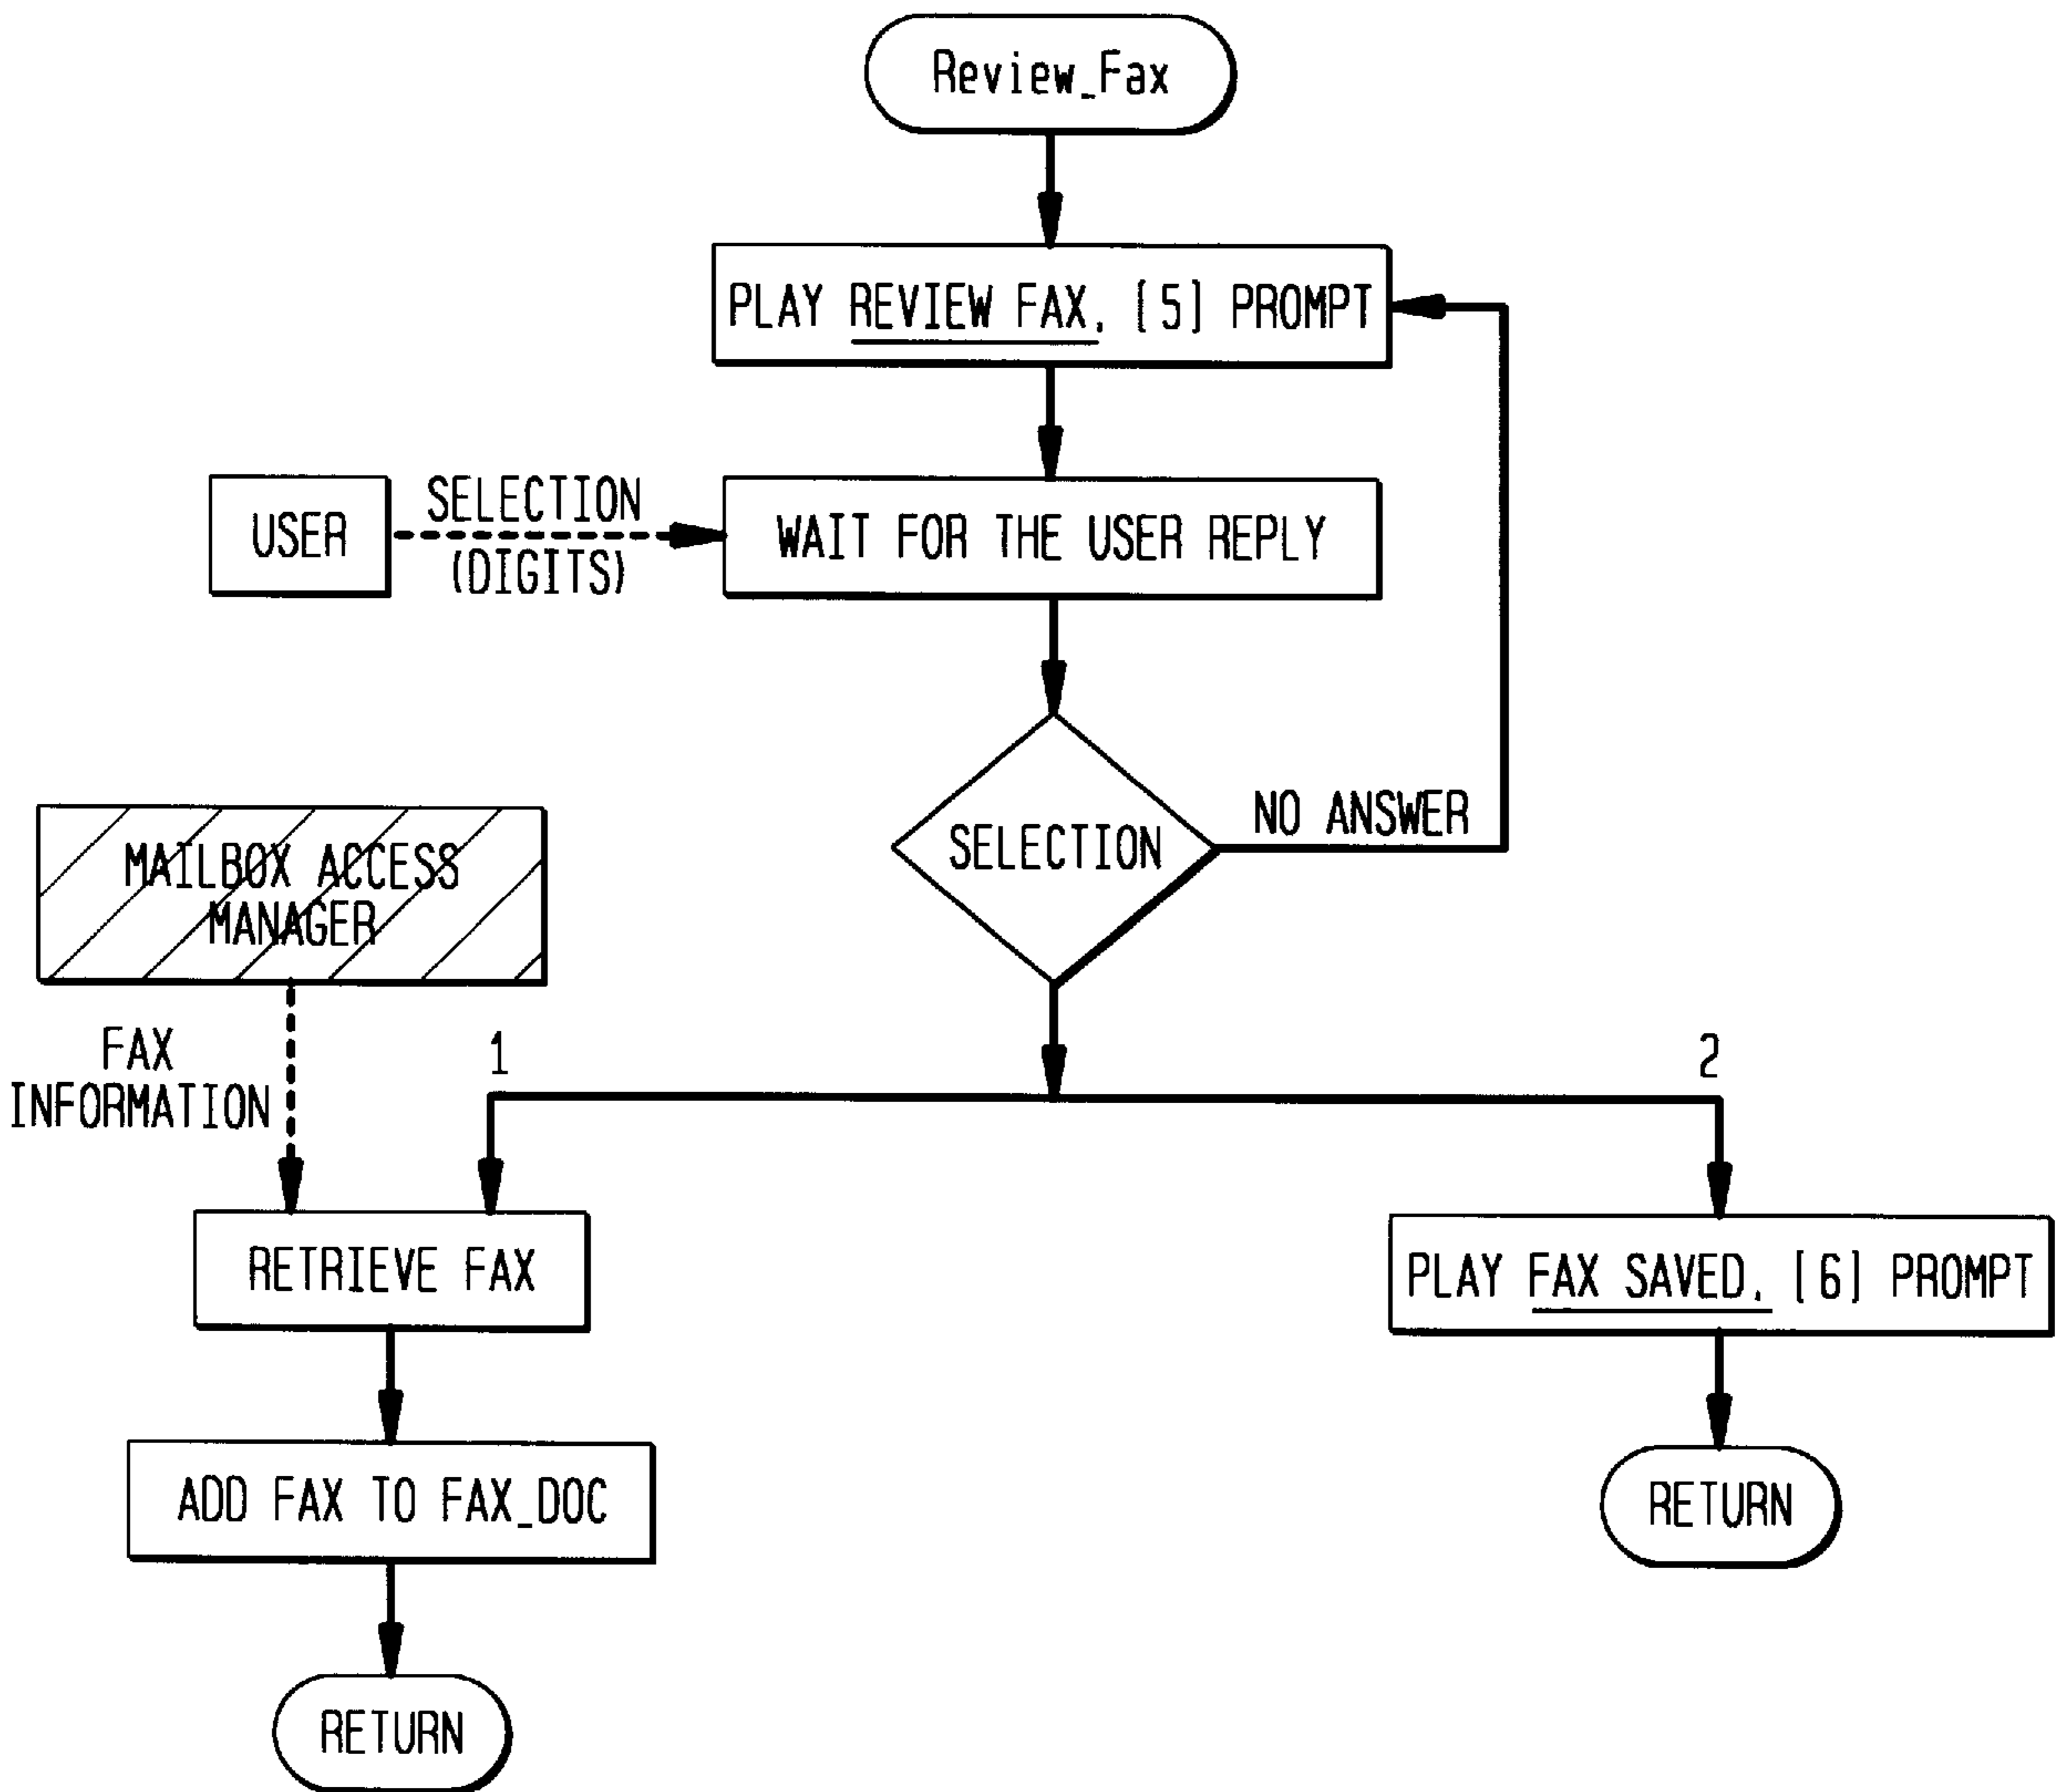 Review_Fax
PLAY REVIEW FAX, [5] PROMPT
USER
SELECTION
(DIGITS)
WAIT FOR THE USER REPLY
SELECTION
NO ANSWER
MAILBOX ACCESS
MANAGER
FAX
INFORMATION
1
2
RETRIEVE FAX
PLAY FAX SAVED, [6] PROMPT
ADD FAX TO FAX_DOC
RETURN
RETURN